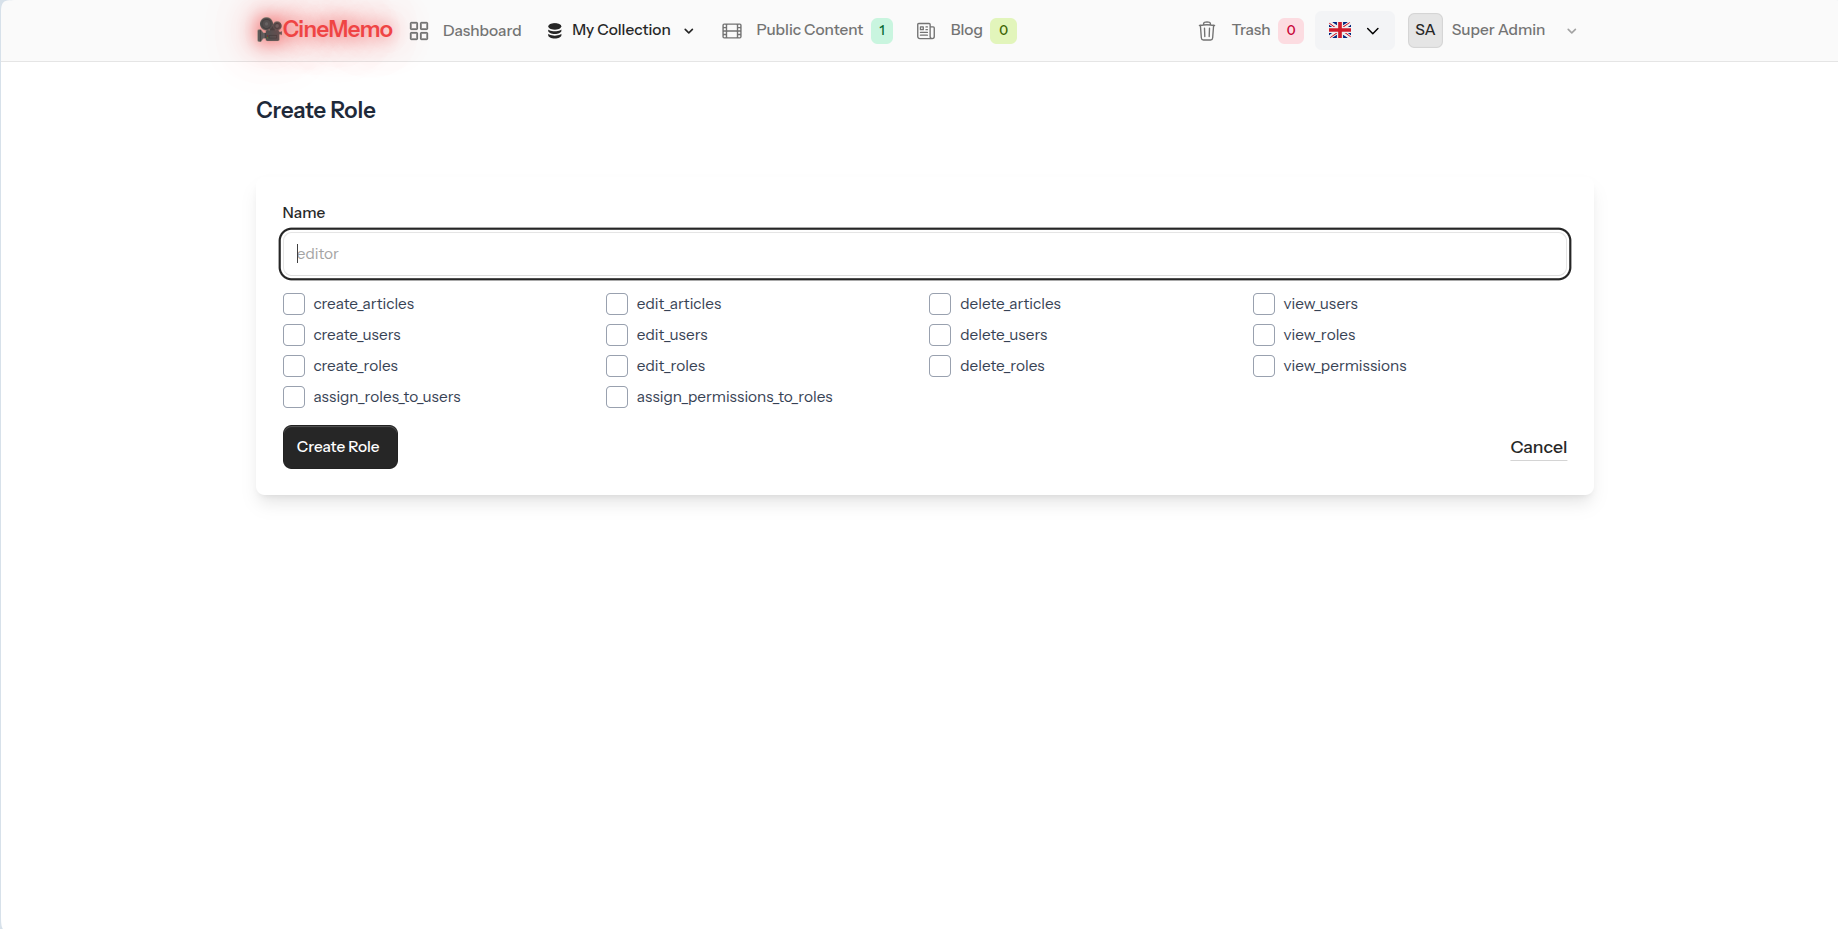 CineMemo Dashboard My Collection Public Content 1 Blog 0 Trash 0 SA Super Admin
Create Role
Name
editor
create_articles edit_articles delete_articles view_users
create_users edit_users delete_users view_roles
create_roles edit_roles delete_roles view_permissions
assign_roles_to_users assign_permissions_to_roles
Create Role Cancel